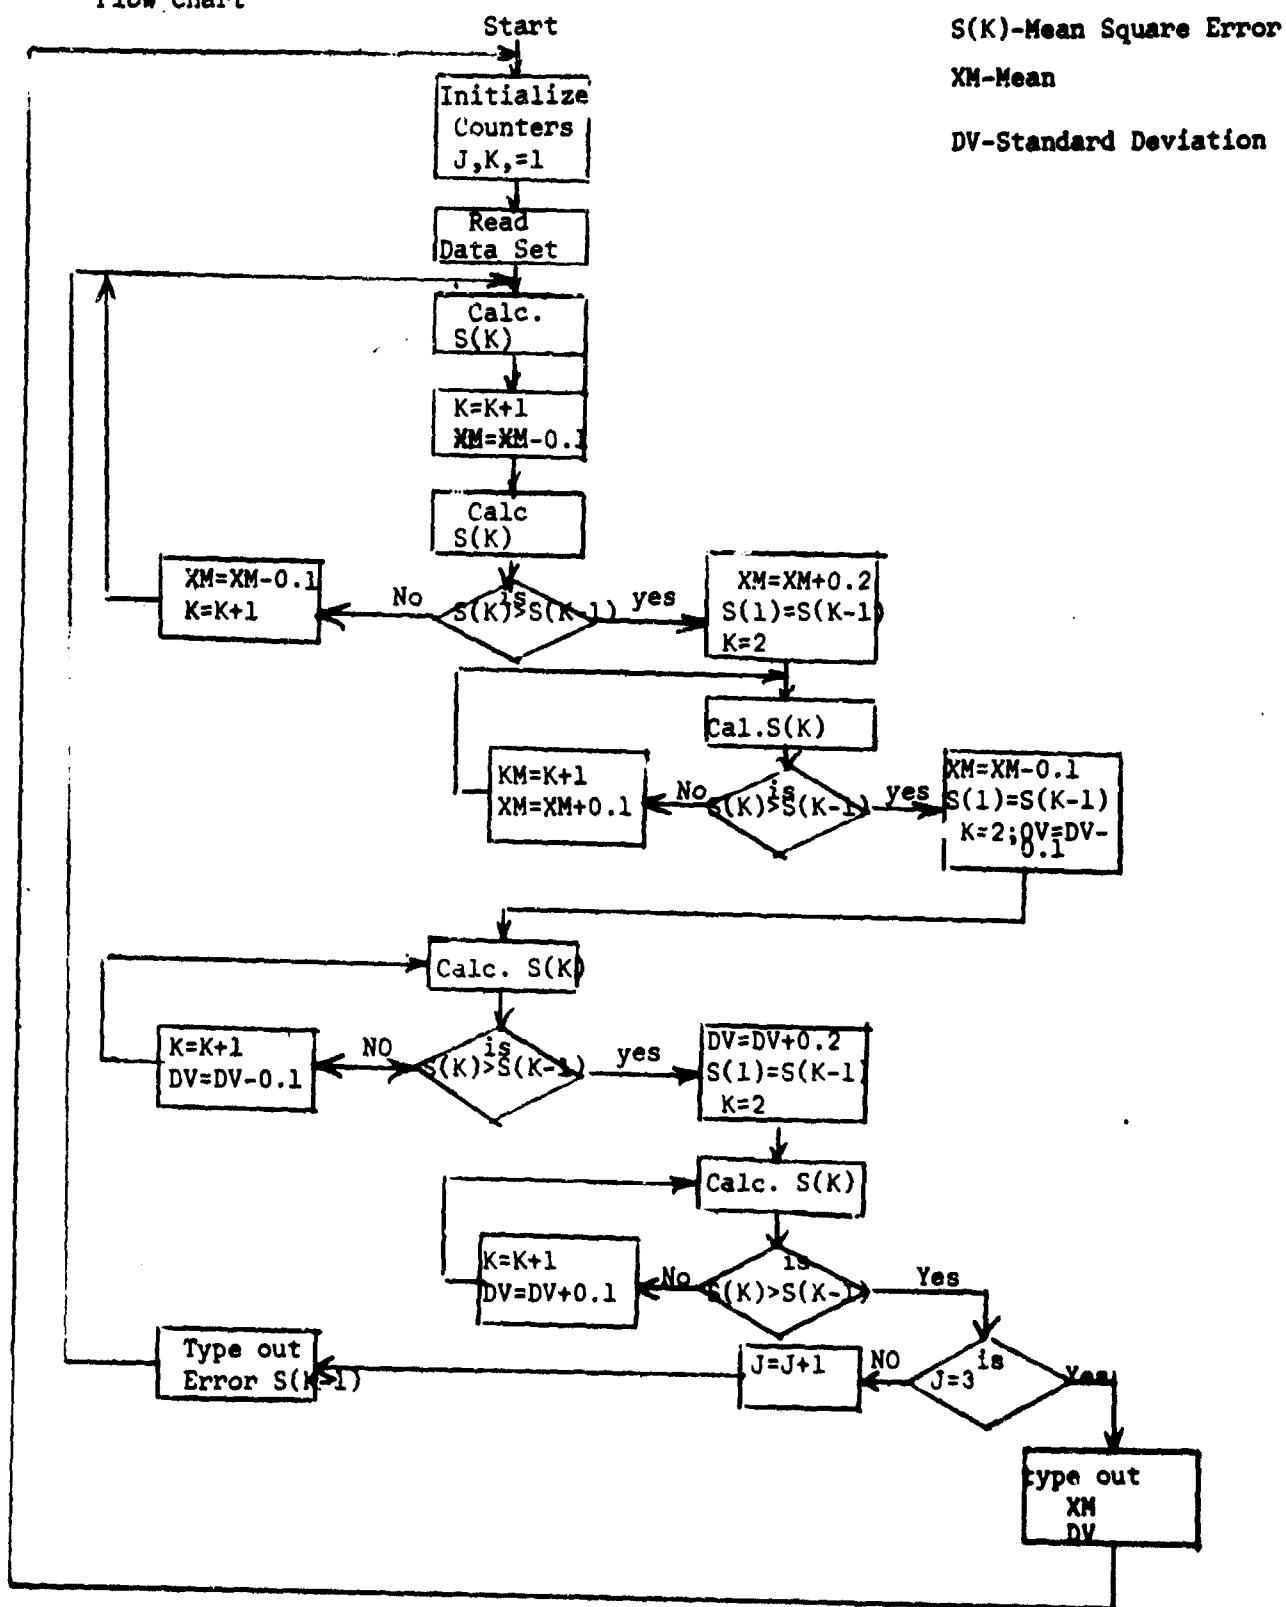 Flow Chart
Start
S(K)-Mean Square Error
XM-Mean
DV-Standard Deviation
Initialize
Counters
J,K,=1
Read
Data Set
Calc.
S(K)
K=K+1
XM=XM-0.1
Calc
S(K)
is
S(K)>S(K-1)
No
yes
XM=XM-0.1
K=K+1
XM=XM+0.2
S(1)=S(K-1)
K=2
Cal.S(K)
is
S(K)>S(K-1)
No
yes
KM=K+1
XM=XM+0.1
XM=XM-0.1
S(1)=S(K-1)
K=2;DV=DV-
0.1
Calc. S(K)
is
S(K)>S(K-1)
NO
yes
K=K+1
DV=DV-0.1
DV=DV+0.2
S(1)=S(K-1)
K=2
Calc. S(K)
is
S(K)>S(K-1)
No
Yes
K=K+1
DV=DV+0.1
is
J=3
NO
Yes
J=J+1
Type out
Error S(K-1)
type out
XM
DV